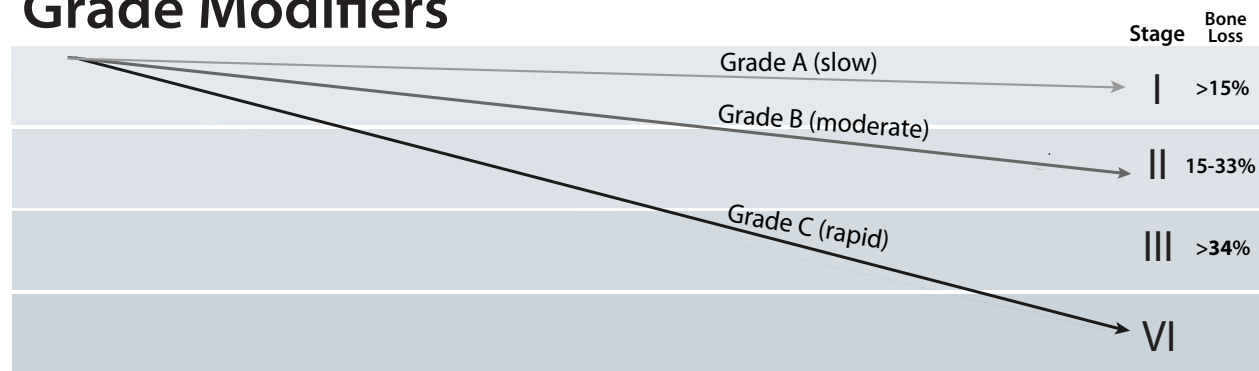 Grade Modifiers
Stage
Bone
Loss
Grade A (slow)
I
>15%
Grade B (moderate)
II
15-33%
Grade C (rapid)
III
>34%
VI